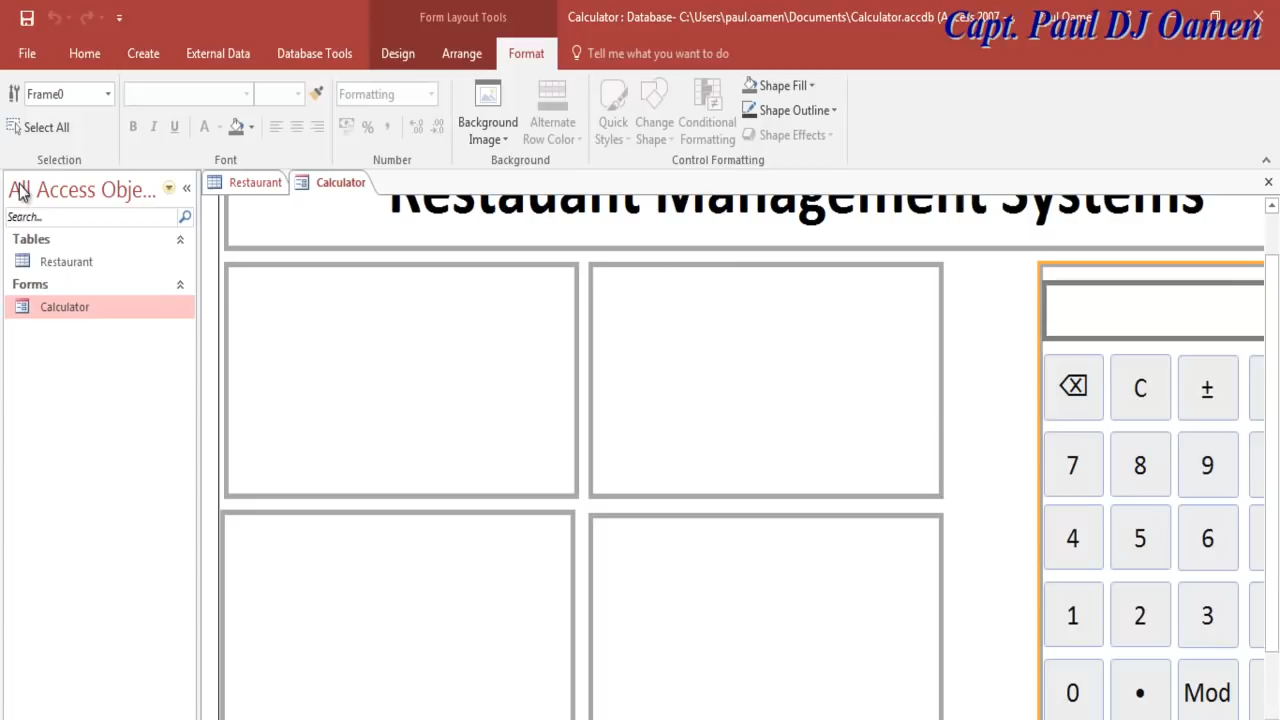 Form Layout Tools
Calculator : Database- C:\Users\paul.oamen\Documents\Calculator.accdb (Access 2007 -
Capt. Paul DJ Oamen
File Home Create External Data Database Tools Design Arrange Format Tell me what you want to do
Frame0
Formatting
Select All
B I U A
% ,
Background Image
Alternate Row Color
Quick Styles
Change Shape
Conditional Formatting
Shape Fill
Shape Outline
Shape Effects
Selection Font Number Background Control Formatting
All Access Obje...
Search...
Tables
Restaurant
Forms
Calculator
Restaurant Calculator
Restaurant Management Systems
C ±
7 8 9
4 5 6
1 2 3
0 • Mod